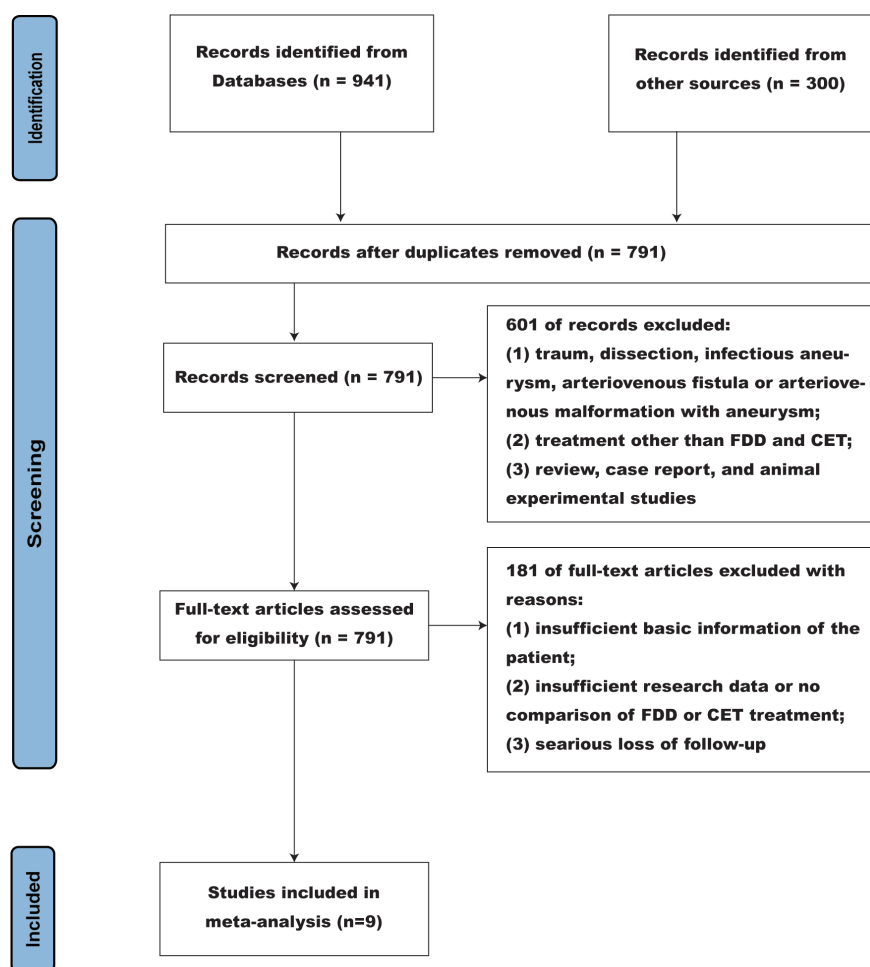 Identification
Records identified from
Databases (n = 941)
Records identified from
other sources (n = 300)
Screening
Records after duplicates removed (n = 791)
Records screened (n = 791)
601 of records excluded:
(1) traum, dissection, infectious aneu-
rysm, arteriovenous fistula or arteriove-
nous malformation with aneurysm;
(2) treatment other than FDD and CET;
(3) review, case report, and animal
experimental studies
Full-text articles assessed
for eligibility (n = 791)
181 of full-text articles excluded with
reasons:
(1) insufficient basic information of the
patient;
(2) insufficient research data or no
comparison of FDD or CET treatment;
(3) searious loss of follow-up
Included
Studies included in
meta-analysis (n=9)